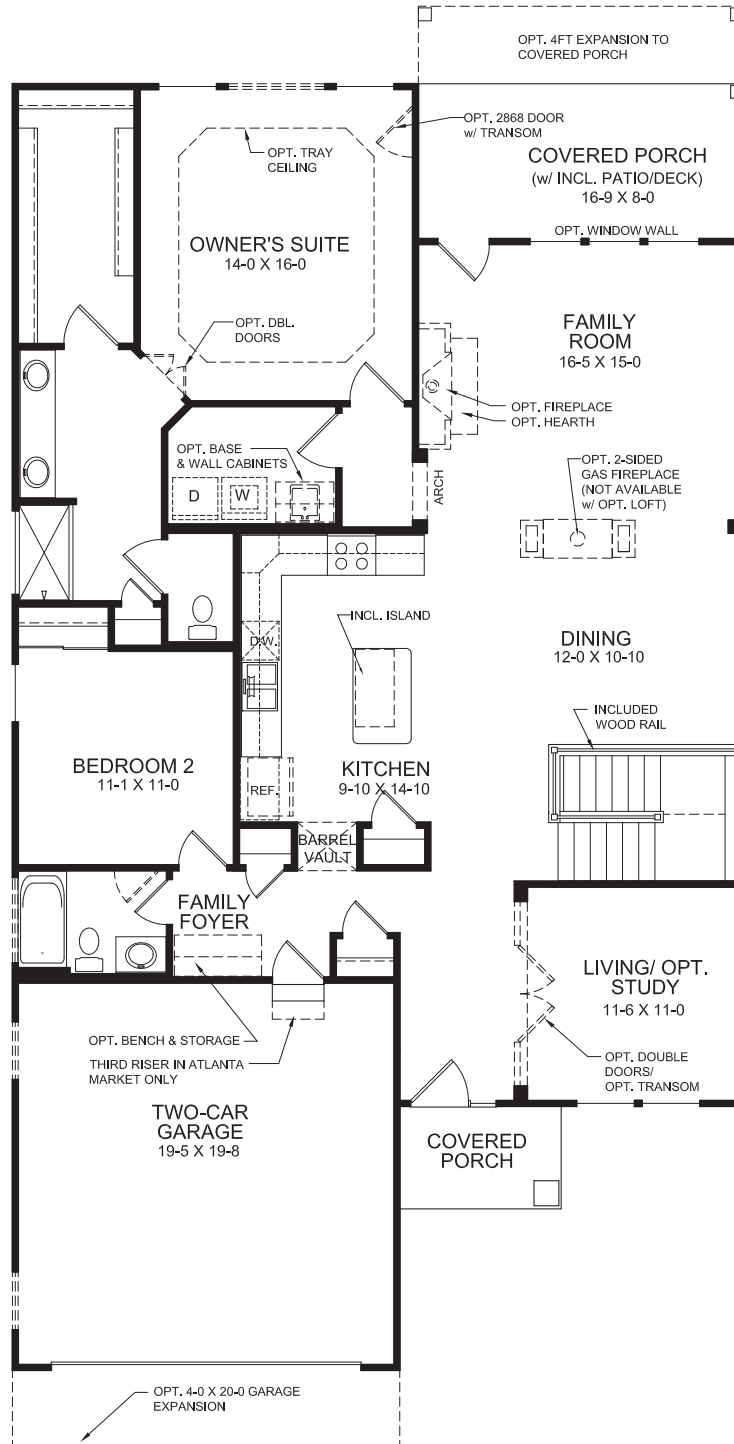 OPT. 4FT EXPANSION TO
COVERED PORCH
OPT. 2868 DOOR
w/ TRANSOM
OPT. TRAY
CEILING
COVERED PORCH
(w/ INCL. PATIO/DECK)
16-9 X 8-0
OPT. WINDOW WALL
OWNER'S SUITE
14-0 X 16-0
OPT. DBL.
DOORS
FAMILY
ROOM
16-5 X 15-0
OPT. FIREPLACE
OPT. HEARTH
OPT. BASE
& WALL CABINETS
D
W
ARCH
OPT. 2-SIDED
GAS FIREPLACE
(NOT AVAILABLE
w/ OPT. LOFT)
INCL. ISLAND
D.W.
DINING
12-0 X 10-10
INCLUDED
WOOD RAIL
BEDROOM 2
11-1 X 11-0
REF.
KITCHEN
9-10 X 14-10
BARREL
VAULT
FAMILY
FOYER
LIVING/ OPT.
STUDY
11-6 X 11-0
OPT. BENCH & STORAGE
THIRD RISER IN ATLANTA
MARKET ONLY
OPT. DOUBLE
DOORS/
OPT. TRANSOM
TWO-CAR
GARAGE
19-5 X 19-8
COVERED
PORCH
OPT. 4-0 X 20-0 GARAGE
EXPANSION